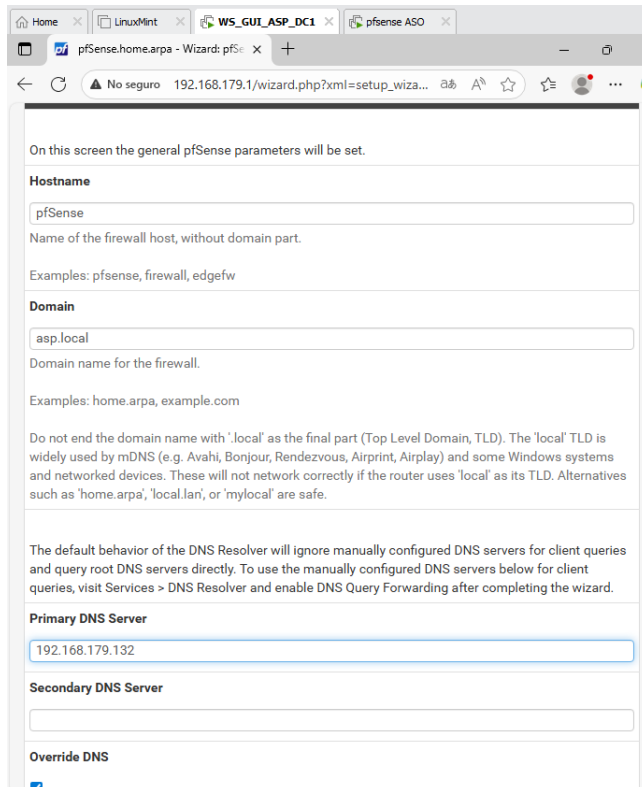 Home
LinuxMint
WS_GUI_ASP_DC1
pfsense ASO
pf pfSense.home.arpa - Wizard: pfSe
No seguro 192.168.179.1/wizard.php?xml=setup_wiza...
On this screen the general pfSense parameters will be set.
Hostname
pfSense
Name of the firewall host, without domain part.
Examples: pfsense, firewall, edgefw
Domain
asp.local
Domain name for the firewall.
Examples: home.arpa, example.com
Do not end the domain name with '.local' as the final part (Top Level Domain, TLD). The 'local' TLD is
widely used by mDNS (e.g. Avahi, Bonjour, Rendezvous, Airprint, Airplay) and some Windows systems
and networked devices. These will not network correctly if the router uses 'local' as its TLD. Alternatives
such as 'home.arpa', 'local.lan', or 'mylocal' are safe.
The default behavior of the DNS Resolver will ignore manually configured DNS servers for client queries
and query root DNS servers directly. To use the manually configured DNS servers below for client
queries, visit Services > DNS Resolver and enable DNS Query Forwarding after completing the wizard.
Primary DNS Server
192.168.179.132
Secondary DNS Server
Override DNS